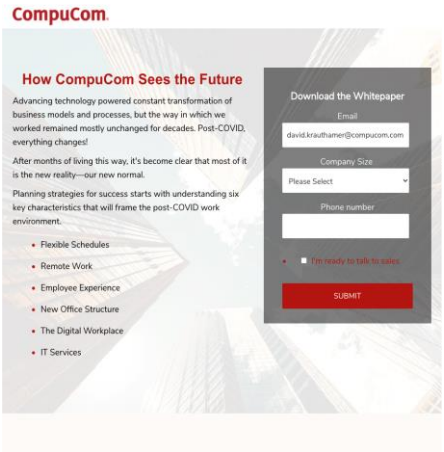 CompuCom.
How CompuCom Sees the Future
Advancing technology powered constant transformation of
business models and processes, but the way in which we
worked remained mostly unchanged for decades. Post-COVID,
everything changes!
After months of living this way, it's become clear that most of it
is the new reality—our new normal.
Planning strategies for success starts with understanding six
key characteristics that will frame the post-COVID work
environment.
• Flexible Schedules
• Remote Work
• Employee Experience
• New Office Structure
• The Digital Workplace
• IT Services
Download the Whitepaper
Email
david.krauthamer@compucom.com
Company Size
Please Select
Phone number
I'm ready to talk to sales.
SUBMIT